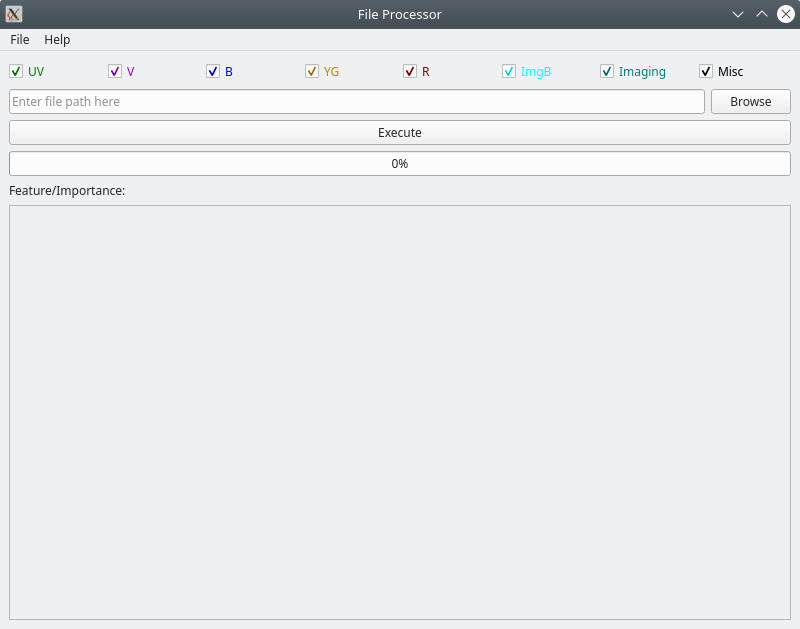 File Processor
File Help
UV V B YG R ImgB Imaging Misc
Enter file path here Browse
Execute
0%
Feature/Importance: